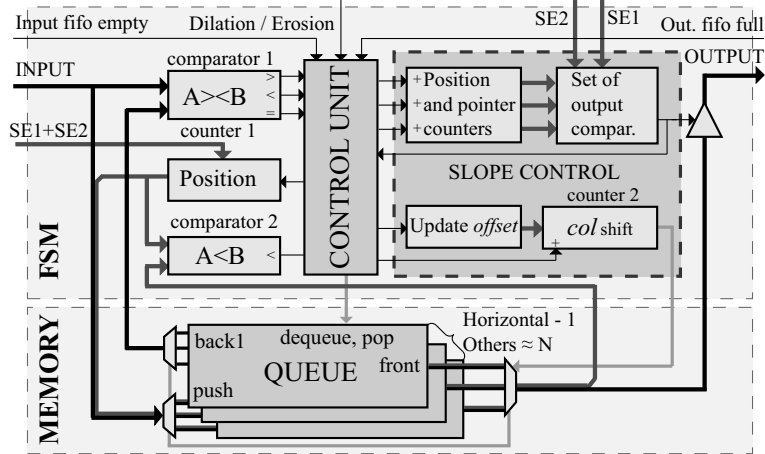 Input fifo empty
Dilation / Erosion
SE2
SE1
Out. fifo full
INPUT
OUTPUT
comparator 1
A><B
>
<
=
CONTROL UNIT
+Position
+and pointer
+counters
Set of
output
compar.
SE1+SE2
counter 1
Position
SLOPE CONTROL
counter 2
comparator 2
A<B
<
Update offset
col shift
+
FSM
MEMORY
back1
dequeue, pop
front
QUEUE
push
Horizontal - 1
Others ≈ N